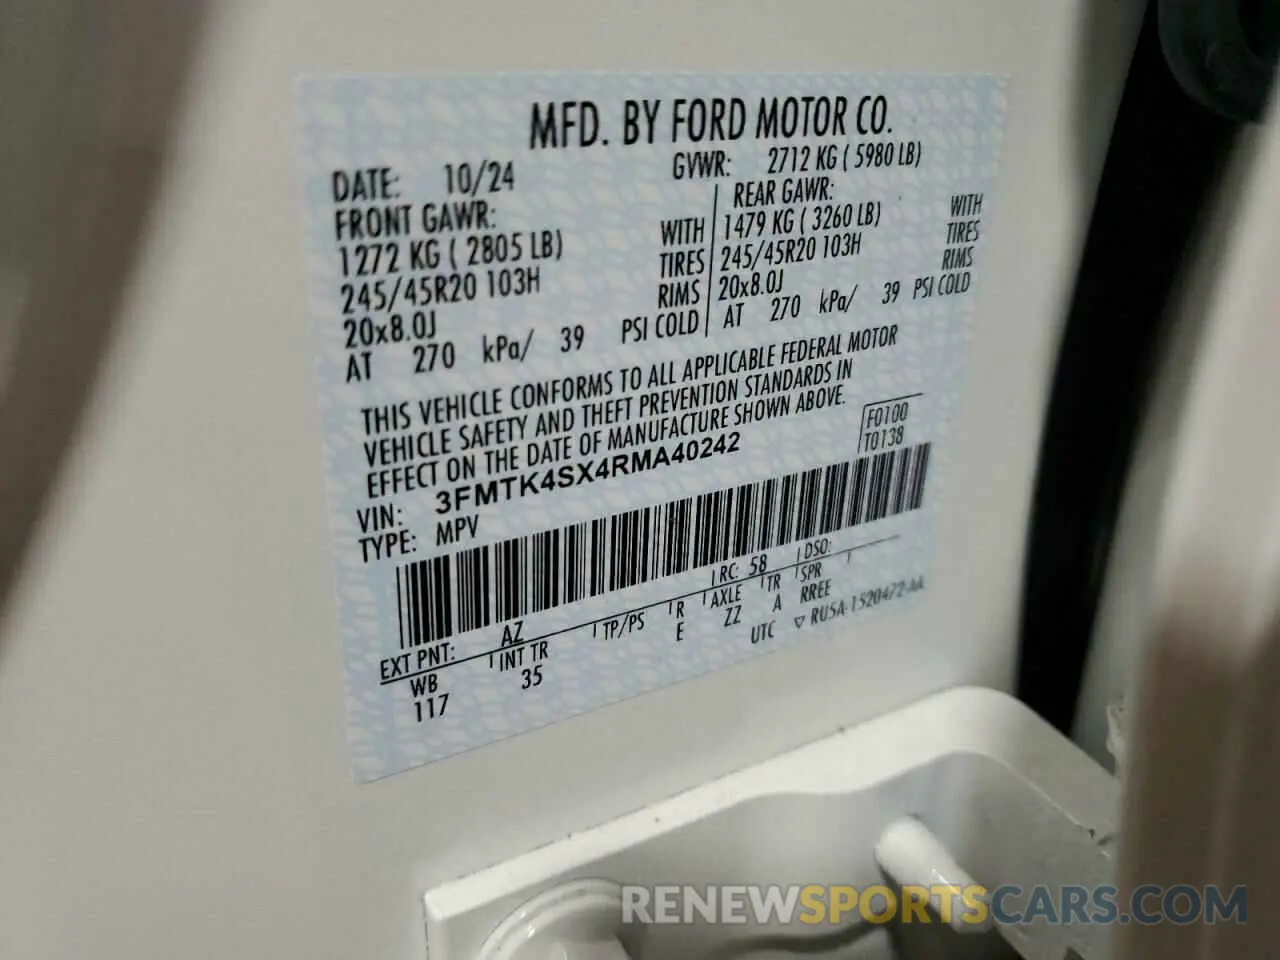 MFD. BY FORD MOTOR CO.
DATE: 10/24 GVWR: 2712 KG ( 5980 LB)
FRONT GAWR: REAR GAWR:
1272 KG ( 2805 LB) WITH 1479 KG ( 3260 LB) WITH
245/45R20 103H TIRES 245/45R20 103H TIRES
20x8.0J RIMS 20x8.0J RIMS
AT 270 kPa/ 39 PSI COLD AT 270 kPa/ 39 PSI COLD
THIS VEHICLE CONFORMS TO ALL APPLICABLE FEDERAL MOTOR
VEHICLE SAFETY AND THEFT PREVENTION STANDARDS IN
EFFECT ON THE DATE OF MANUFACTURE SHOWN ABOVE.
F0100
T0138
VIN: 3FMTK4SX4RMA40242
TYPE: MPV
EXT PNT: AZ RC: 58 DSO:
WB INT TR TP/PS R AXLE TR SPR
117 35 E ZZ A RREE
UTC ▽ RU5A-1520472-AA
RENEWSPORTSCARS.COM